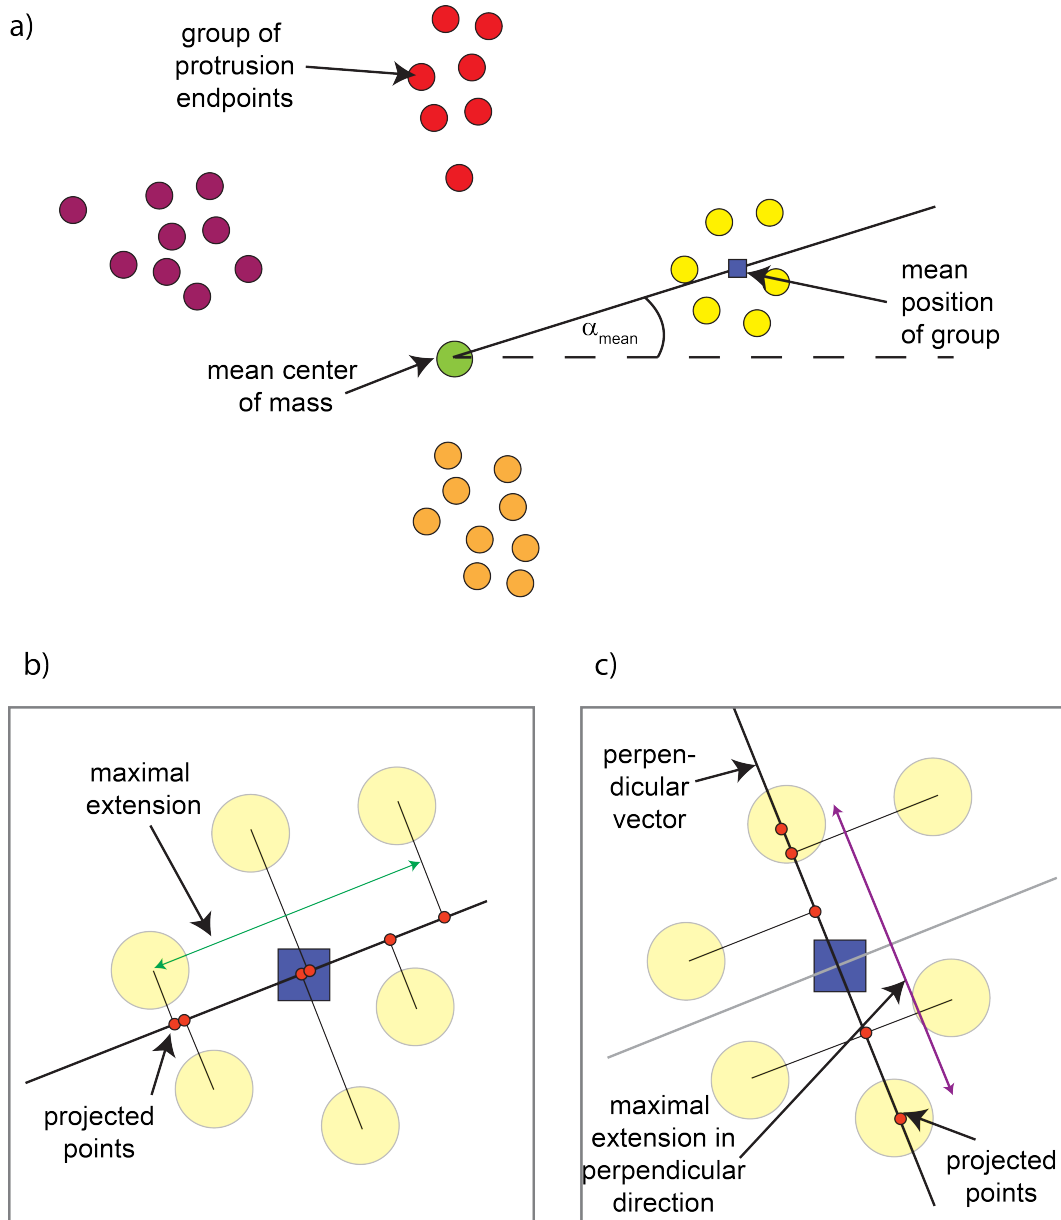 a)
group of
protrusion
endpoints
mean
position
of group
αmean
mean center
of mass
b)
maximal
extension
projected
points
c)
perpen-
dicular
vector
maximal
extension in
perpendicular
direction
projected
points